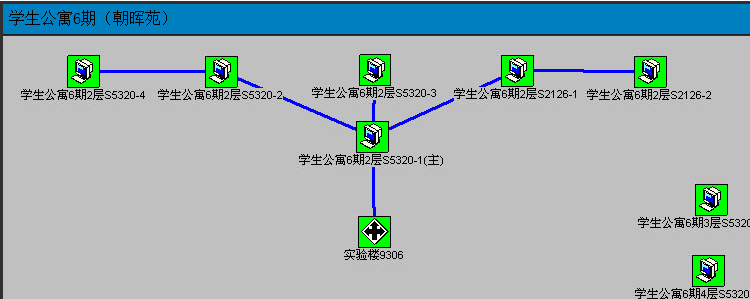 学生公寓6期（朝晖苑）
学生公寓6期2层S5320-4
学生公寓6期2层S5320-2
学生公寓6期2层S5320-3
学生公寓6期2层S2126-1
学生公寓6期2层S2126-2
学生公寓6期2层S5320-1(主)
学生公寓6期3层S5320
实验楼9306
学生公寓6期4层S5320